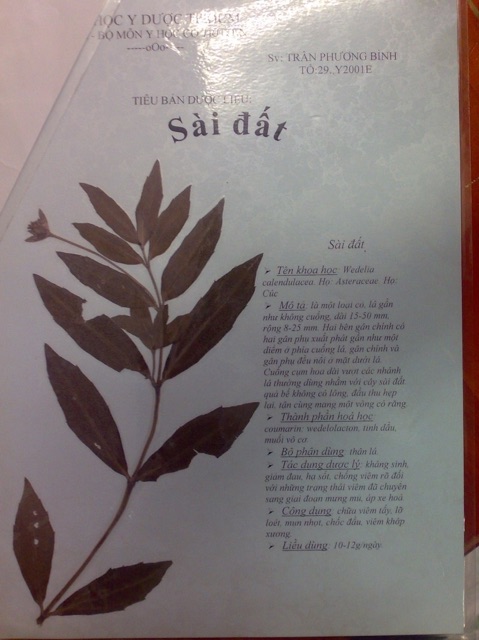 HỌC Y DƯỢC
- BỘ MÔN Y HỌC CỔ TRUYỀN
-----oOo-----
Sv: TRẦN PHƯƠNG BÌNH
TỔ 29. Y2001E
TIÊU BẢN DƯỢC LIỆU:
Sài đất
Sài đất
➢ Tên khoa học: Wedelia
calendulacea. Họ: Asteraceae. Họ:
Cúc
➢ Mô tả: là một loại cỏ, lá gần
như không cuống, dài 15-50 mm,
rộng 8-25 mm. Hai bên gân chính có
hai gân phụ xuất phát gần như một
điểm ở phía cuống lá, gân chính và
gân phụ đều nổi ở mặt dưới lá.
Cuống cụm hoa dài vượt các nhánh
lá thường dùng nhầm với cây sài đất
quả bế không có lông, đầu thu hẹp
lại, tận cùng mang một vòng có răng.
➢ Thành phần hoá học:
coumarin: wedelolacton, tinh dầu,
muối vô cơ.
➢ Bộ phận dùng: thân lá
➢ Tác dụng dược lý: kháng sinh,
giảm đau, hạ sốt, chống viêm rõ đối
với những trạng thái viêm đã chuyển
sang giai đoạn mưng mủ, áp xe hoá.
➢ Công dụng: chữa viêm tấy, lỡ
loét, mụn nhọt, chốc đầu, viêm khớp
xương.
➢ Liều dùng: 10-12g/ngày.